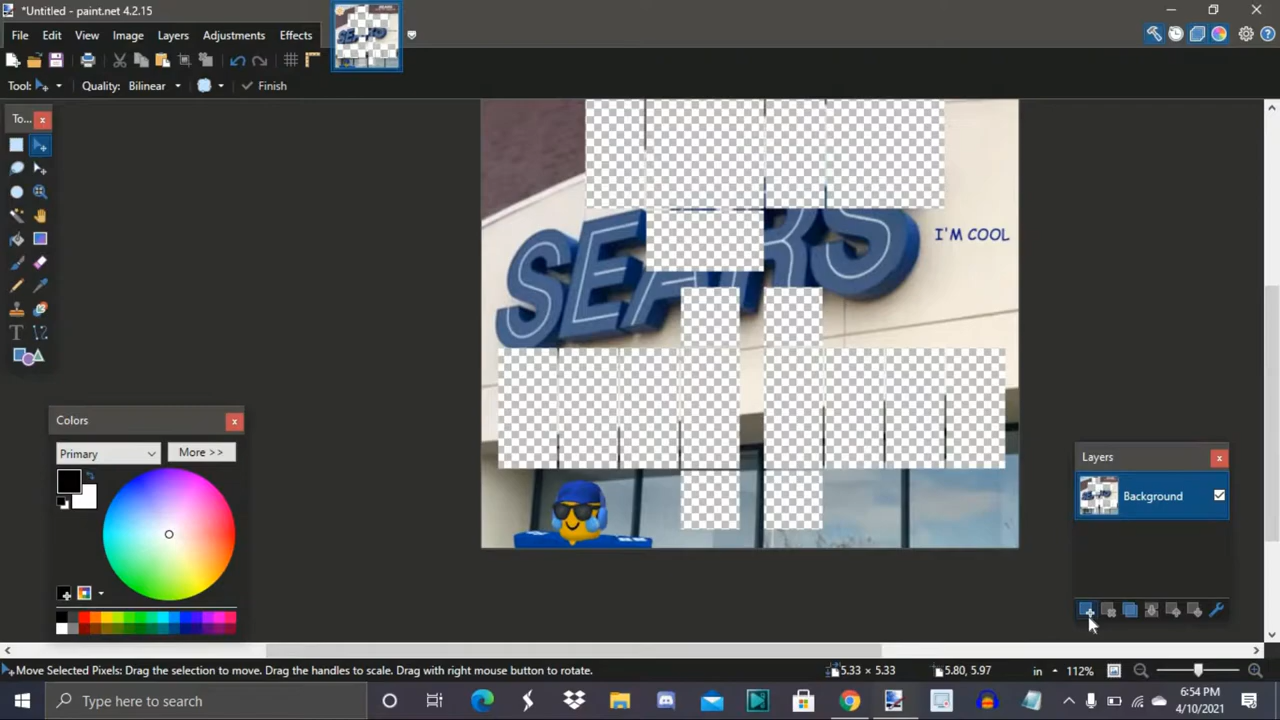 *Untitled - paint.net 4.2.15
File Edit View Image Layers Adjustments Effects
Tool: Quality: Bilinear Finish
To...
SEARS
I'M COOL
Colors
Primary
More >>
Layers
Background
Move Selected Pixels: Drag the selection to move. Drag the handles to scale. Drag with right mouse button to rotate.
5.33 × 5.33
5.80, 5.97
in
112%
Type here to search
6:54 PM
4/10/2021